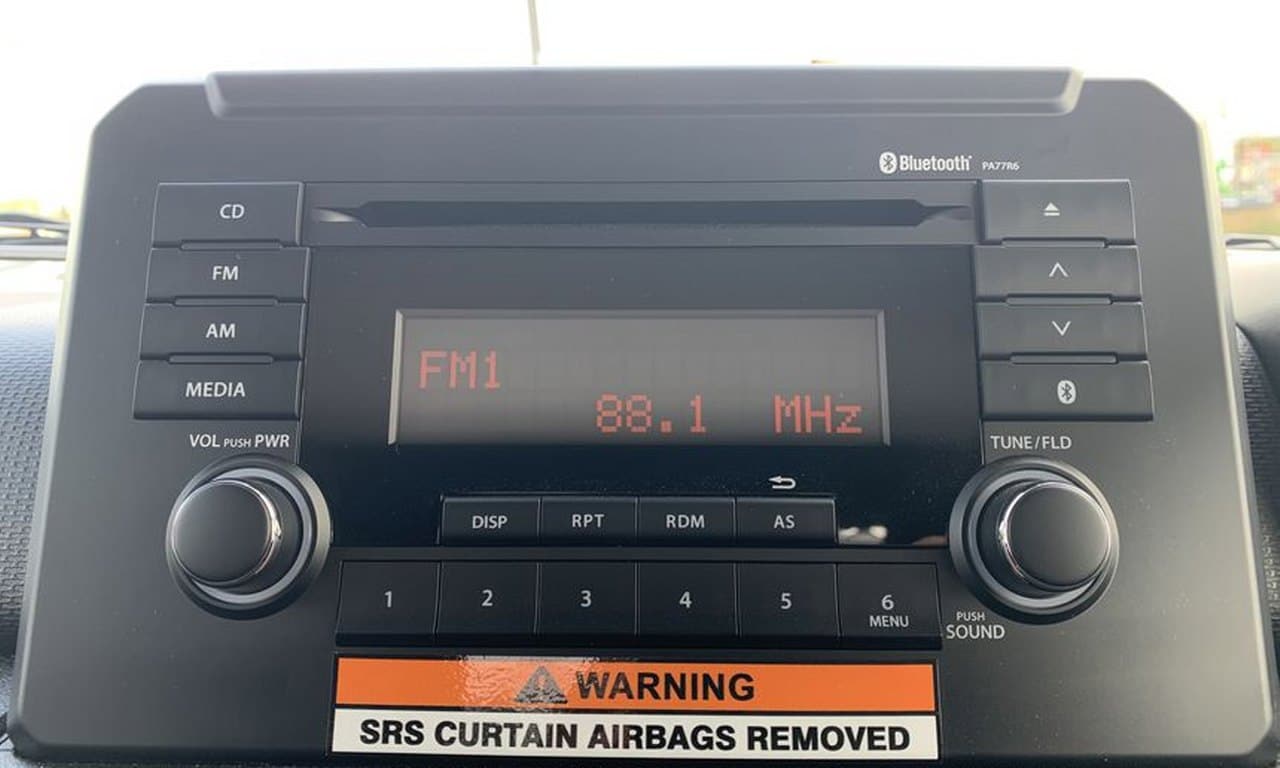 Bluetooth PA77R6
CD
FM
AM
MEDIA
FM1
88.1 MHz
VOL PUSH PWR
TUNE/FLD
DISP RPT RDM AS
1 2 3 4 5 6
MENU
PUSH
SOUND
WARNING
SRS CURTAIN AIRBAGS REMOVED